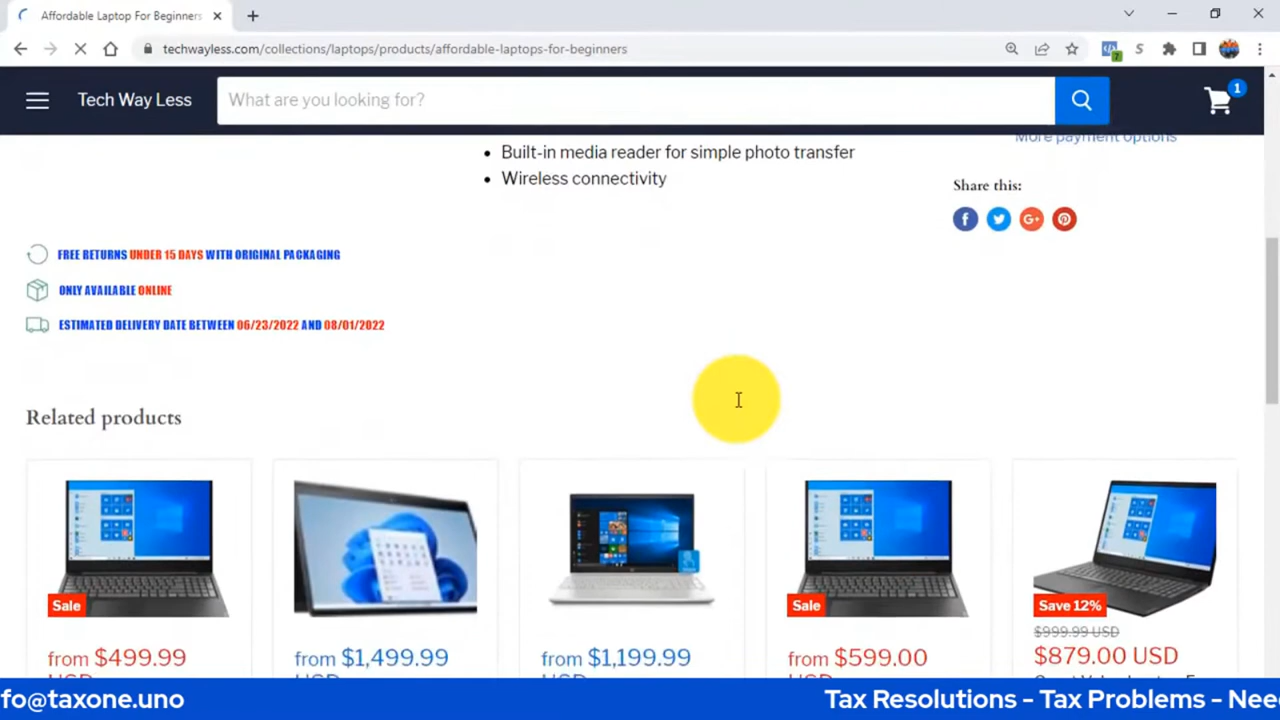 Affordable Laptop For Beginners
techwayless.com/collections/laptops/products/affordable-laptops-for-beginners
7
S
Tech Way Less
What are you looking for?
1
More payment options
Built-in media reader for simple photo transfer
Wireless connectivity
Share this:
FREE RETURNS UNDER 15 DAYS WITH ORIGINAL PACKAGING
ONLY AVAILABLE ONLINE
ESTIMATED DELIVERY DATE BETWEEN 06/23/2022 AND 08/01/2022
Related products
Sale
Sale
Save 12%
$999.99 USD
from $499.99
from $1,499.99
from $1,199.99
from $599.00
$879.00 USD
fo@taxone.uno
Tax Resolutions - Tax Problems - Nee